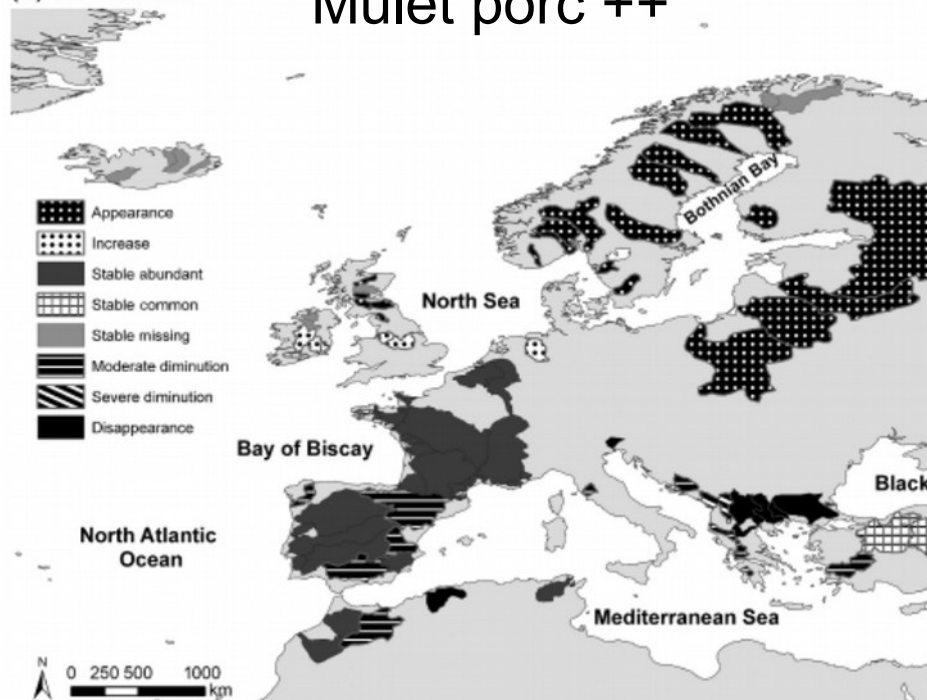 Mulet porc ++
Bothnian Bay
Appearance
Increase
Stable abundant
Stable common
Stable missing
Moderate diminution
Severe diminution
Disappearance
North Sea
Bay of Biscay
Black
North Atlantic
Ocean
Mediterranean Sea
N
0 250 500 1000
km